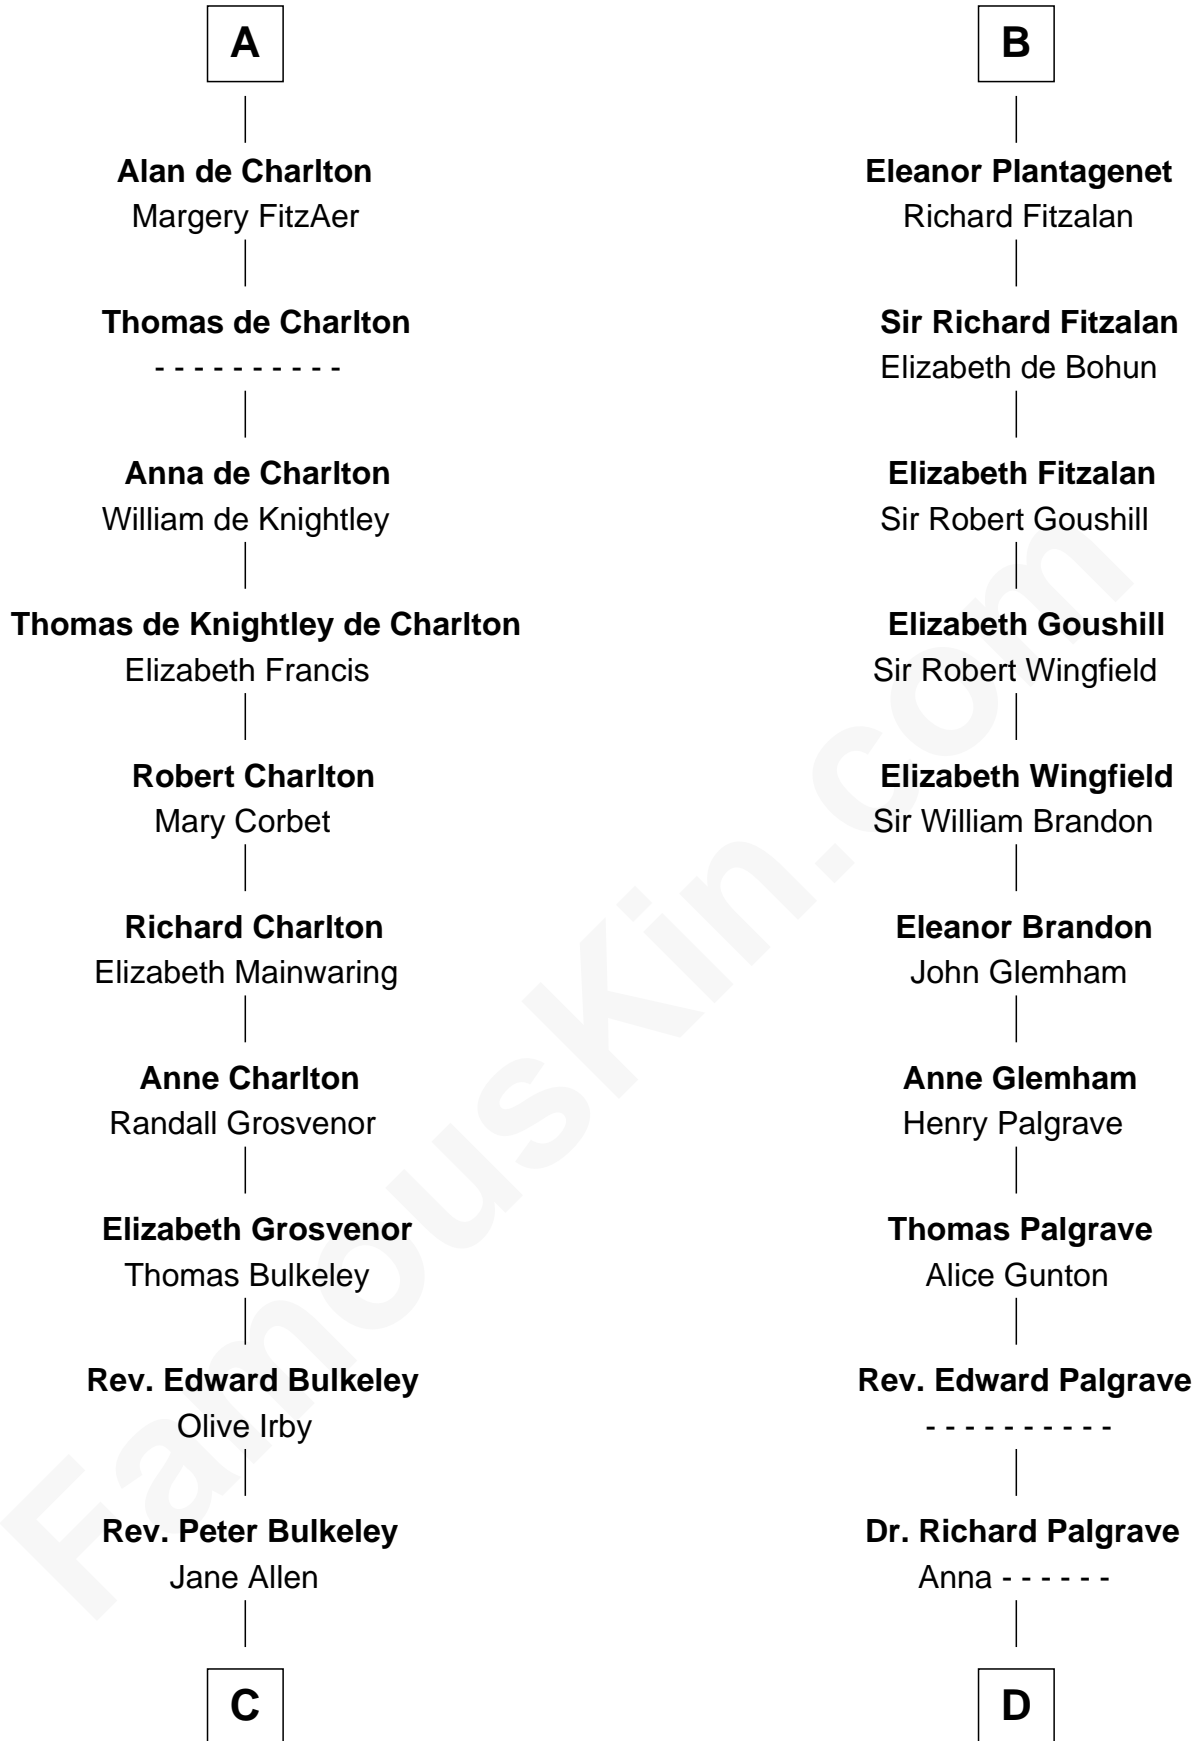 A
Alan de Charlton
Margery FitzAer
Thomas de Charlton
- - - - - - - - - -
Anna de Charlton
William de Knightley
Thomas de Knightley de Charlton
Elizabeth Francis
Robert Charlton
Mary Corbet
Richard Charlton
Elizabeth Mainwaring
Anne Charlton
Randall Grosvenor
Elizabeth Grosvenor
Thomas Bulkeley
Rev. Edward Bulkeley
Olive Irby
Rev. Peter Bulkeley
Jane Allen
C
B
Eleanor Plantagenet
Richard Fitzalan
Sir Richard Fitzalan
Elizabeth de Bohun
Elizabeth Fitzalan
Sir Robert Goushill
Elizabeth Goushill
Sir Robert Wingfield
Elizabeth Wingfield
Sir William Brandon
Eleanor Brandon
John Glemham
Anne Glemham
Henry Palgrave
Thomas Palgrave
Alice Gunton
Rev. Edward Palgrave
- - - - - - - - - -
Dr. Richard Palgrave
Anna - - - - - -
D
FamousKin.com